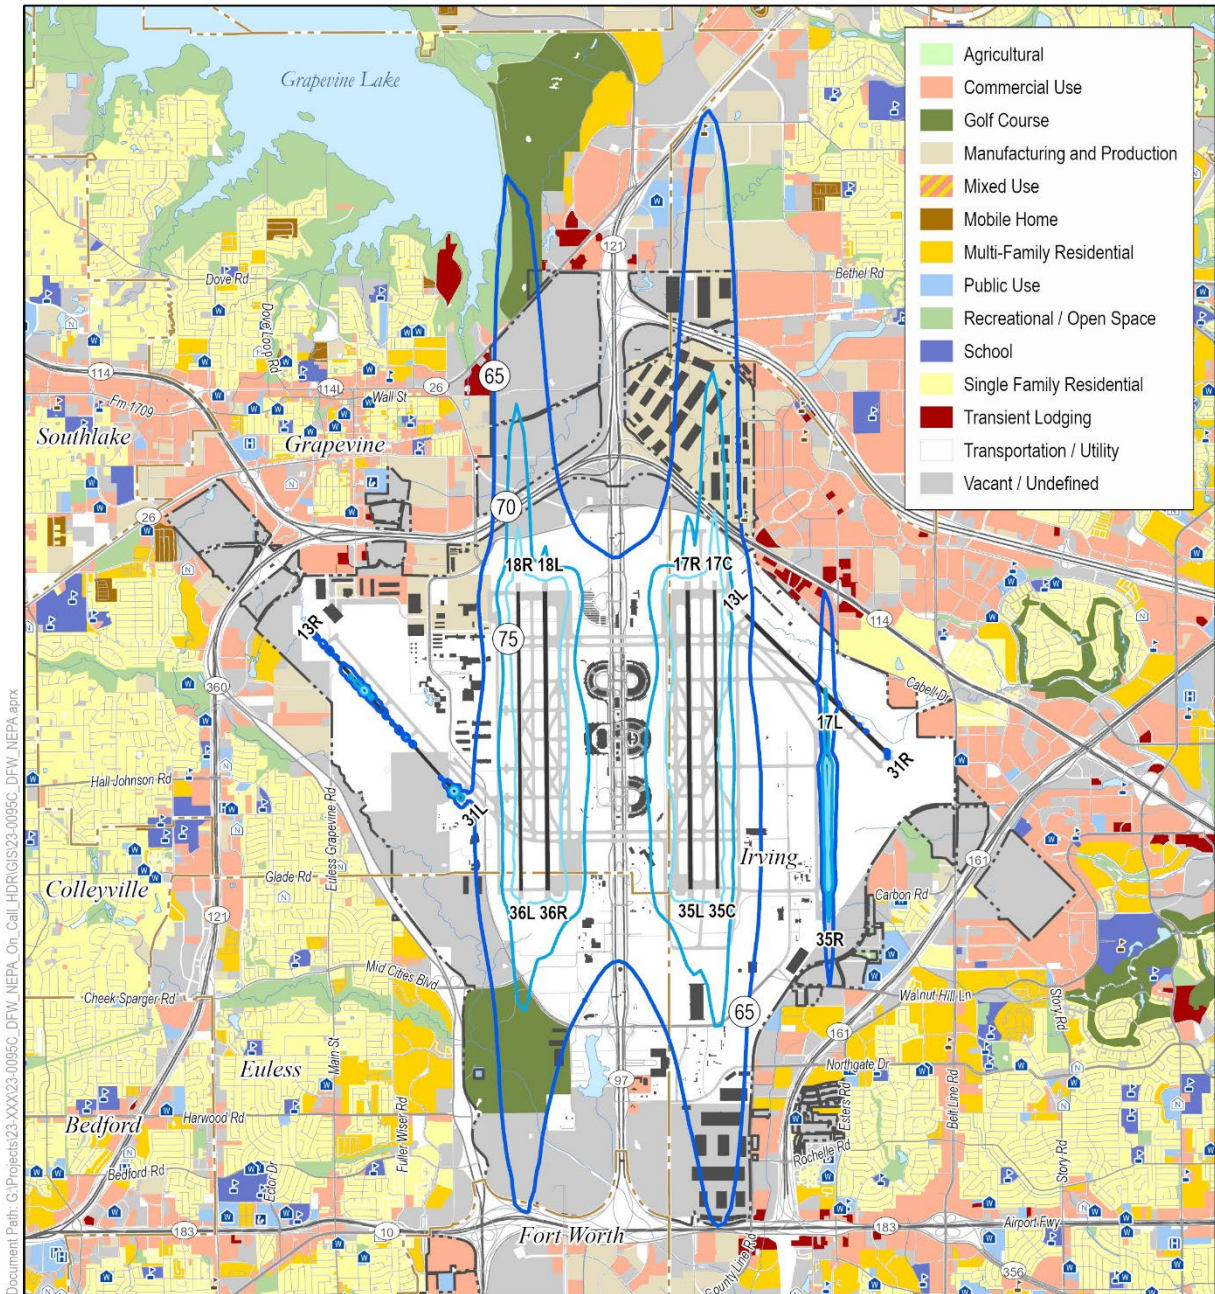 Grapevine Lake
Agricultural
Commercial Use
Golf Course
Manufacturing and Production
Mixed Use
Mobile Home
Multi-Family Residential
Public Use
Recreational / Open Space
School
Single Family Residential
Transient Lodging
Transportation / Utility
Vacant / Undefined
121
Dove Rd
Bethel Rd
Dove Loop Rd
65
114
114L
26
Wall St
Fm-1709
Southlake
Grapevine
70
26
18R 18L
17R 17C
13L
75
114
13R
360
Cabell Dr
17L
31R
Hall-Johnson Rd
Euless Grapevine Rd
31L
Irving
161
Colleyville
Glade Rd
Carbon Rd
121
36L 36R
35L 35C
35R
Mid Cities Blvd
Cheek-Sparger Rd
65
Walnut Hill Ln
Story Rd
161
Main St
Euless
97
Northgate Dr
Esters Rd
Belt Line Rd
Bedford
Harwood Rd
Fuller Wiser Rd
Rochelle Rd
Story Rd
Bedford Rd
Ector Dr
183
10
Fort Worth
183
Airport Fwy
County Line Rd
356
Document Path: G:\Projects\23-XXX\23-0095C_DFW_NEPA_On_Call_HDR\GIS\23-0095C_DFW_NEPA.aprx